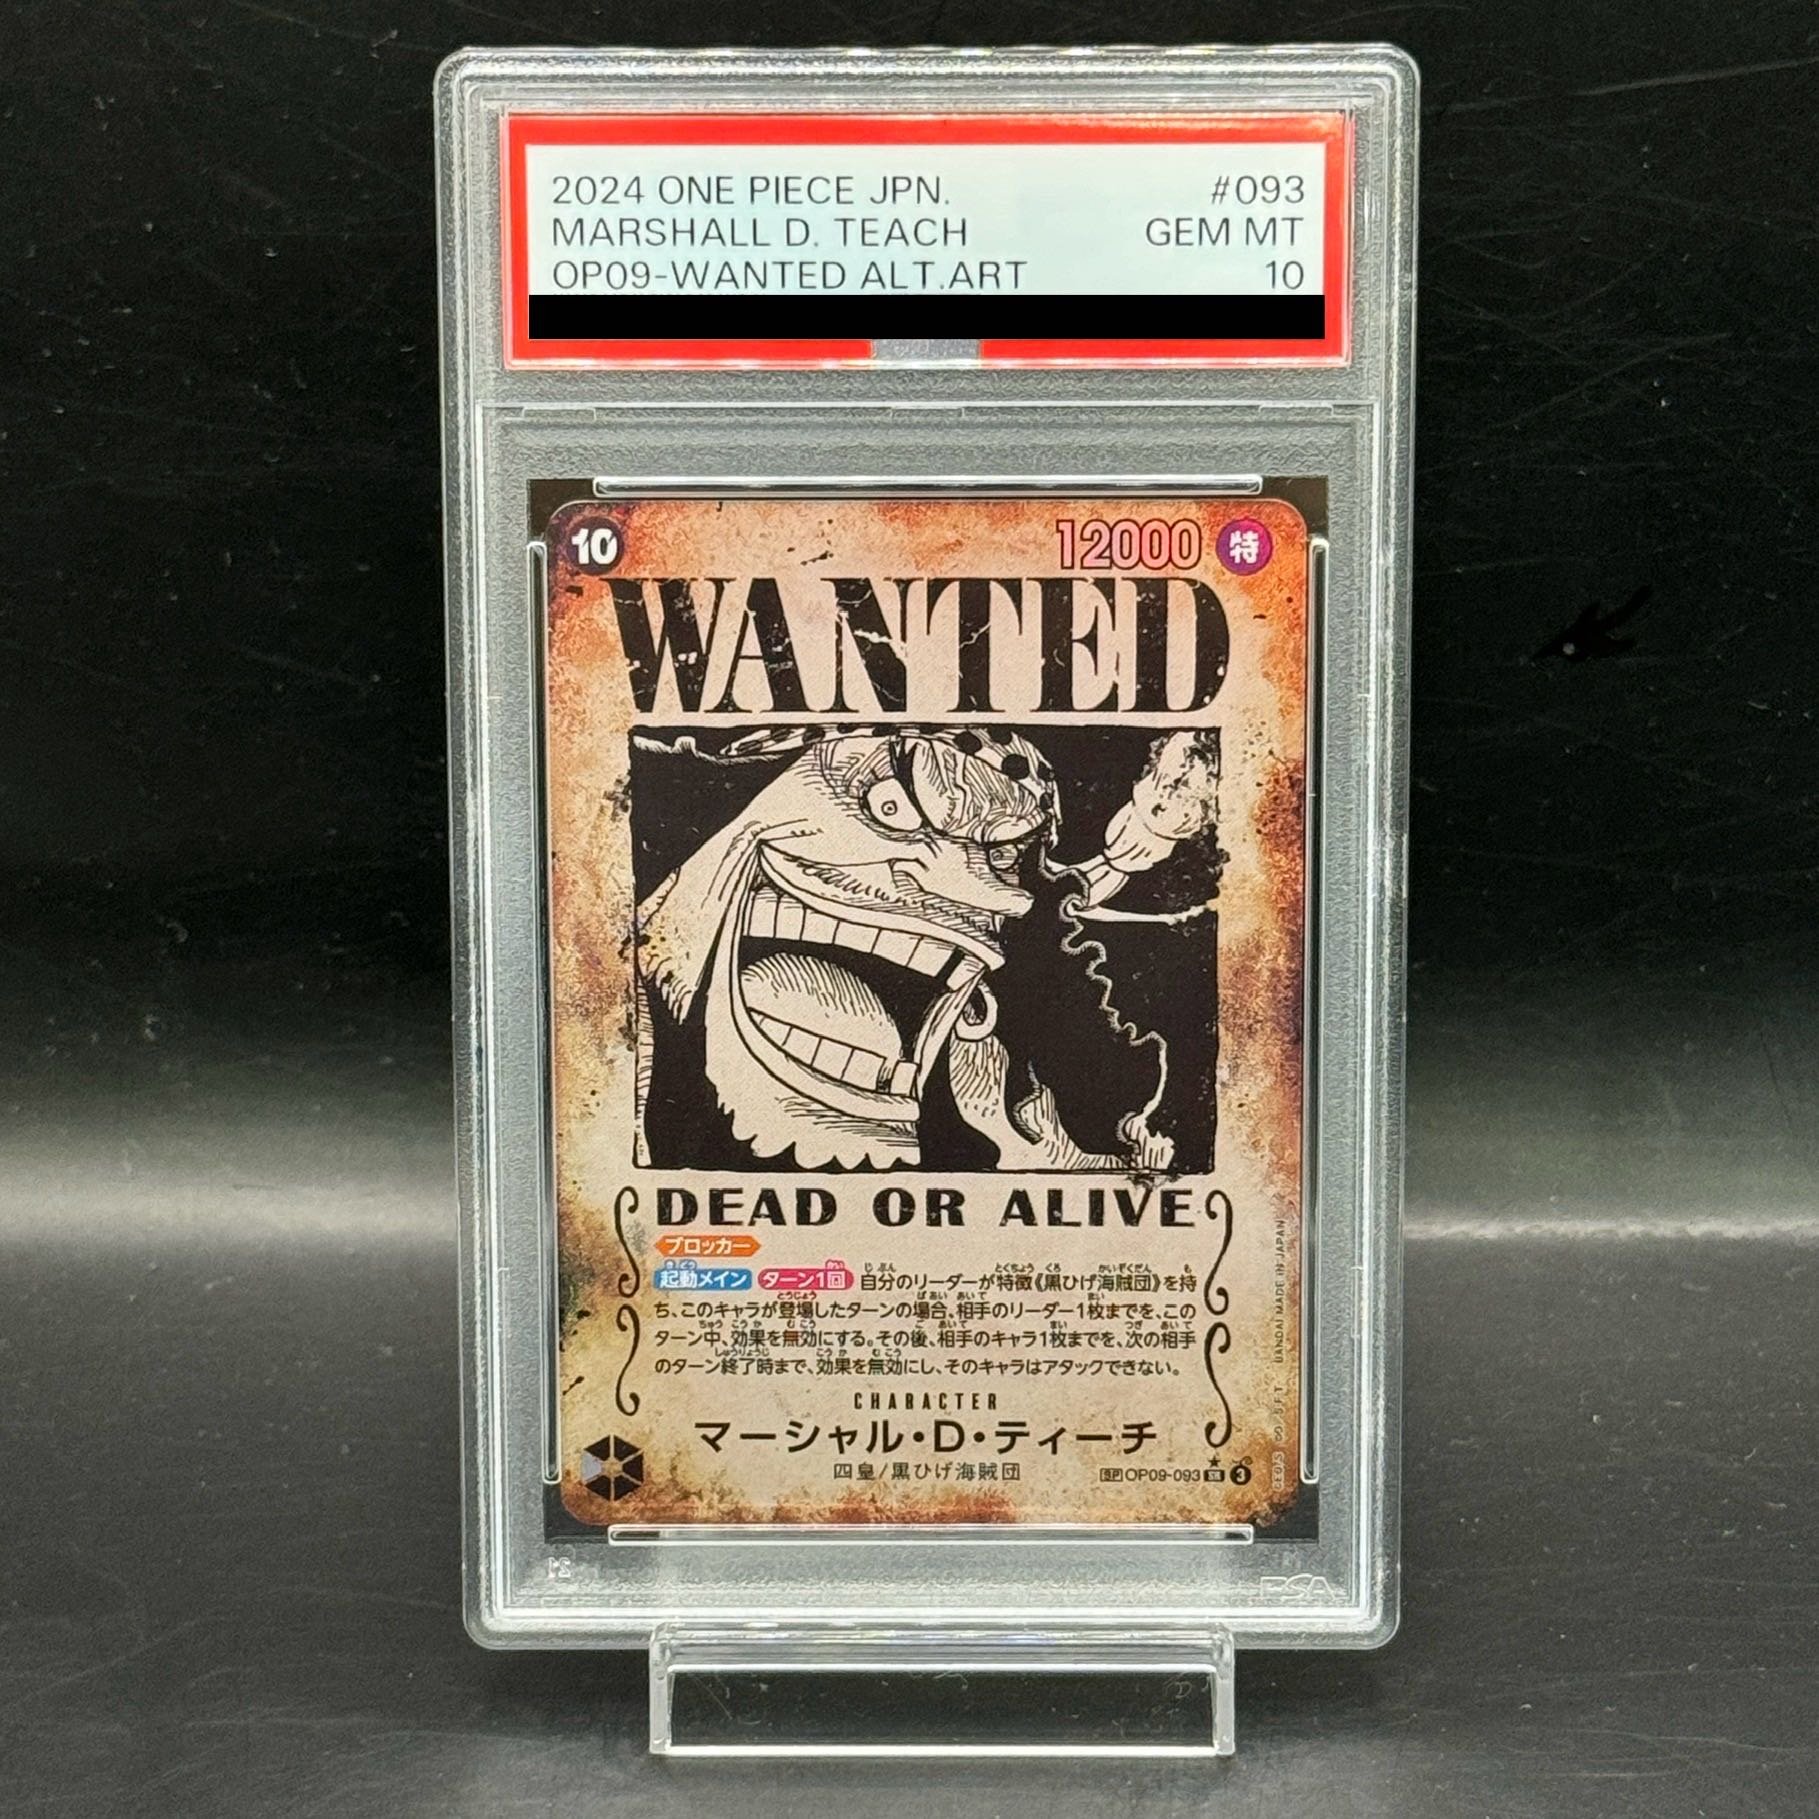 2024 ONE PIECE JPN. #093
MARSHALL D. TEACH GEM MT
OP09-WANTED ALT.ART 10
10 12000 特
WANTED
DEAD OR ALIVE
ブロッカー
起動メイン ターン1回 自分のリーダーが特徴《黒ひげ海賊団》を持
ち、このキャラが登場したターンの場合、相手のリーダー1枚までを、この
ターン中、効果を無効にする。その後、相手のキャラ1枚までを、次の相手
のターン終了時まで、効果を無効にし、そのキャラはアタックできない。
CHARACTER
マーシャル・D・ティーチ
四皇/黒ひげ海賊団
SP OP09-093 SR 3
BANDAI MADE IN JAPAN
PSA